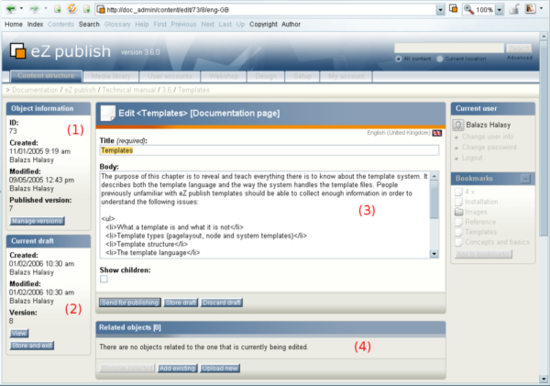 http://doc_admin/content/edit/73/8/eng-GB
100%
Home Index Contents Search Glossary Help First Previous Next Last Up Copyright Author
eZ publish version 3.6.0
All content Current location Advanced
Content structure Media library User accounts Webshop Design Setup My account
Documentation / eZ publish / Technical manual / 3.6 / Templates
Object information
(1)
ID:
73
Created:
11/01/2005 9:19 am
Balazs Halasy
Modified:
Balazs Halasy
Published version:
7
Manage versions
Current draft
Created:
01/02/2006 10:30 am
Balazs Halasy
Modified:
01/02/2006 10:30 am
Balazs Halasy
(2)
Version:
8
View
Store and exit
Edit <Templates> [Documentation page]
English (United Kingdom)
Title (required):
Templates
Body:
The purpose of this chapter is to reveal and teach everything there is to know about the template system. It
describes both the template language and the way the system handles the template files. People
previously unfamiliar with eZ publish templates should be able to collect enough information in order to
understand the following issues:
(3)
<ul>
<li>What a template is and what it is not</li>
<li>Template types (pagelayout, node and system templates)</li>
<li>Template structure</li>
<li>The template language</li>
Show children:
Send for publishing Store draft Discard draft
Related objects [0]
There are no objects related to the one that is currently being edited.
(4)
Add existing Upload new
Current user
Balazs Halasy
Change user info
Change password
Logout
Bookmarks
4.x
Installation
Images
Reference
Templates
Concepts and basics
Add to bookmarks